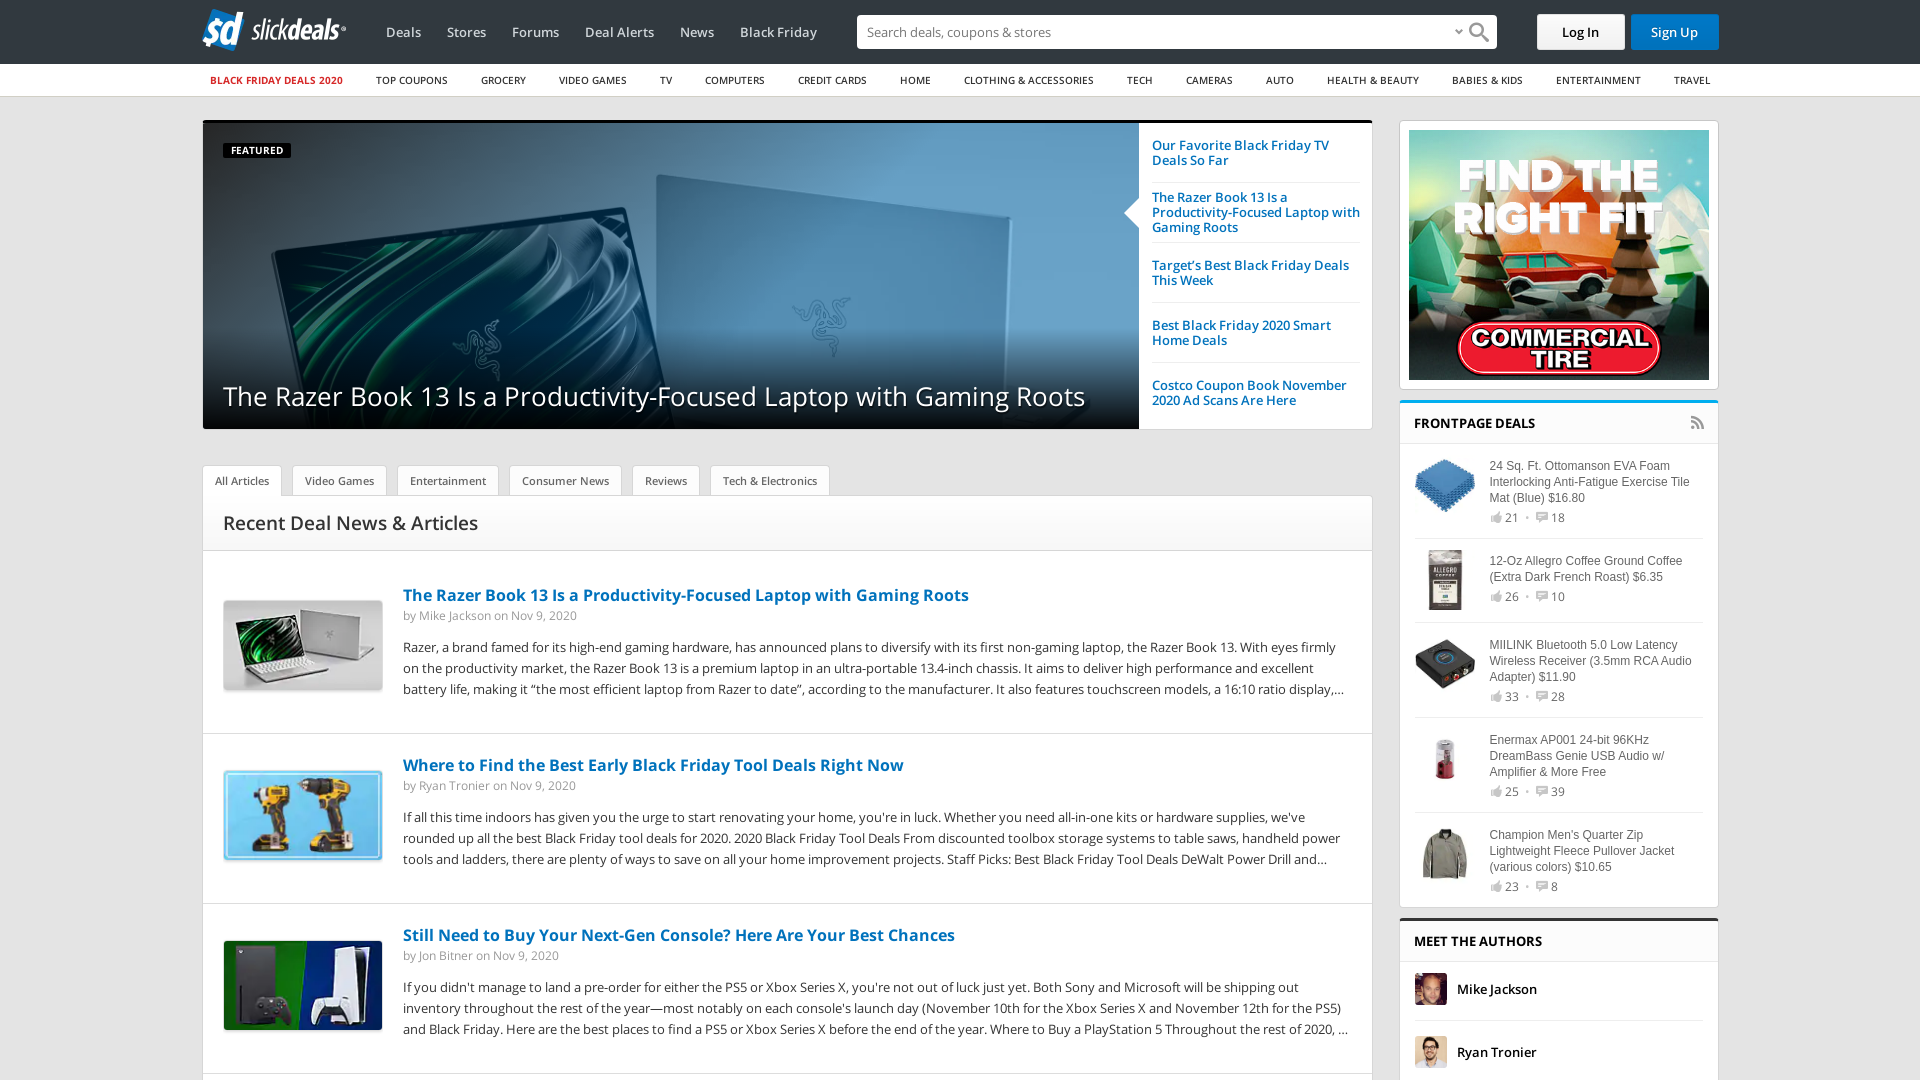 sd slickdeals
Deals
Stores
Forums
Deal Alerts
News
Black Friday
Search deals, coupons & stores
Log In
Sign Up
BLACK FRIDAY DEALS 2020
TOP COUPONS
GROCERY
VIDEO GAMES
TV
COMPUTERS
CREDIT CARDS
HOME
CLOTHING & ACCESSORIES
TECH
CAMERAS
AUTO
HEALTH & BEAUTY
BABIES & KIDS
ENTERTAINMENT
TRAVEL
FEATURED
The Razer Book 13 Is a Productivity-Focused Laptop with Gaming Roots
Our Favorite Black Friday TV
Deals So Far
The Razer Book 13 Is a
Productivity-Focused Laptop with
Gaming Roots
Target’s Best Black Friday Deals
This Week
Best Black Friday 2020 Smart
Home Deals
Costco Coupon Book November
2020 Ad Scans Are Here
All Articles
Video Games
Entertainment
Consumer News
Reviews
Tech & Electronics
Recent Deal News & Articles
The Razer Book 13 Is a Productivity-Focused Laptop with Gaming Roots
by Mike Jackson on Nov 9, 2020
Razer, a brand famed for its high-end gaming hardware, has announced plans to diversify with its first non-gaming laptop, the Razer Book 13. With eyes firmly
on the productivity market, the Razer Book 13 is a premium laptop in an ultra-portable 13.4-inch chassis. It aims to deliver high performance and excellent
battery life, making it “the most efficient laptop from Razer to date”, according to the manufacturer. It also features touchscreen models, a 16:10 ratio display,...
Where to Find the Best Early Black Friday Tool Deals Right Now
by Ryan Tronier on Nov 9, 2020
If all this time indoors has given you the urge to start renovating your home, you're in luck. Whether you need all-in-one kits or hardware supplies, we've
rounded up all the best Black Friday tool deals for 2020. 2020 Black Friday Tool Deals From discounted toolbox storage systems to table saws, handheld power
tools and ladders, there are plenty of ways to save on all your home improvement projects. Staff Picks: Best Black Friday Tool Deals DeWalt Power Drill and...
Still Need to Buy Your Next-Gen Console? Here Are Your Best Chances
by Jon Bitner on Nov 9, 2020
If you didn't manage to land a pre-order for either the PS5 or Xbox Series X, you're not out of luck just yet. Both Sony and Microsoft will be shipping out
inventory throughout the rest of the year—most notably on each console's launch day (November 10th for the Xbox Series X and November 12th for the PS5)
and Black Friday. Here are the best places to find a PS5 or Xbox Series X before the end of the year. Where to Buy a PlayStation 5 Throughout the rest of 2020, ...
FIND THE
RIGHT FIT
COMMERCIAL
TIRE
FRONTPAGE DEALS
24 Sq. Ft. Ottomanson EVA Foam
Interlocking Anti-Fatigue Exercise Tile
Mat (Blue) $16.80
21 • 18
ALLEGRO
COFFEE
12-Oz Allegro Coffee Ground Coffee
(Extra Dark French Roast) $6.35
26 • 10
MIILINK Bluetooth 5.0 Low Latency
Wireless Receiver (3.5mm RCA Audio
Adapter) $11.90
33 • 28
Enermax AP001 24-bit 96KHz
DreamBass Genie USB Audio w/
Amplifier & More Free
25 • 39
Champion Men's Quarter Zip
Lightweight Fleece Pullover Jacket
(various colors) $10.65
23 • 8
MEET THE AUTHORS
Mike Jackson
Ryan Tronier